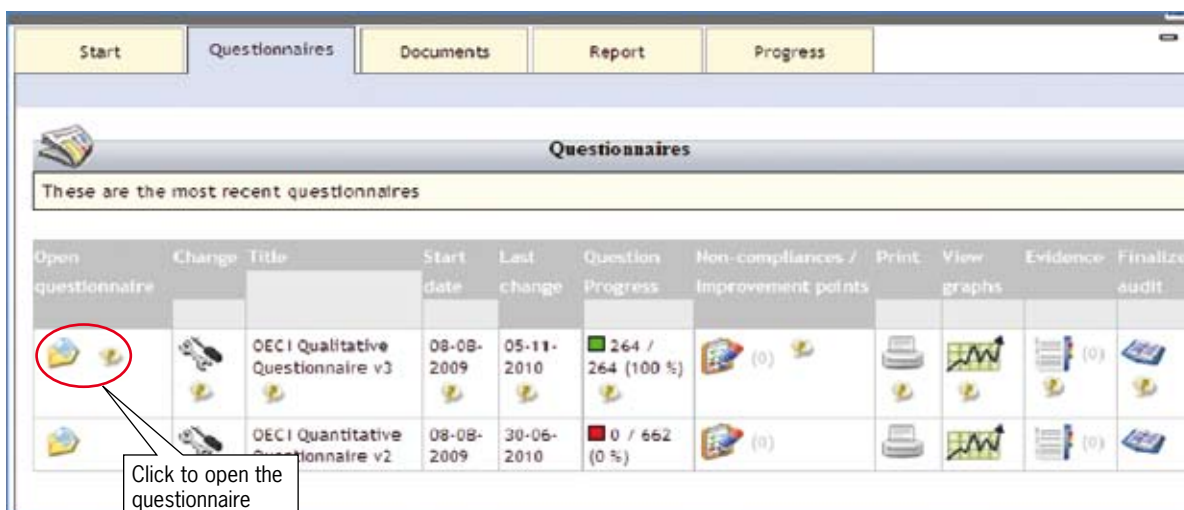 Start Questionnaires Documents Report Progress
Questionnaires
These are the most recent questionnaires
Open questionnaire Change Title Start date Last change Question Progress Non-compliances / Improvement points Print View graphs Evidence Finalize audit
OECI Qualitative Questionnaire v3 08-08-2009 05-11-2010 264 / 264 (100 %) (0) (0)
OECI Quantitative Questionnaire v2 08-08-2009 30-06-2010 0 / 662 (0 %) (0) (0)
Click to open the
questionnaire